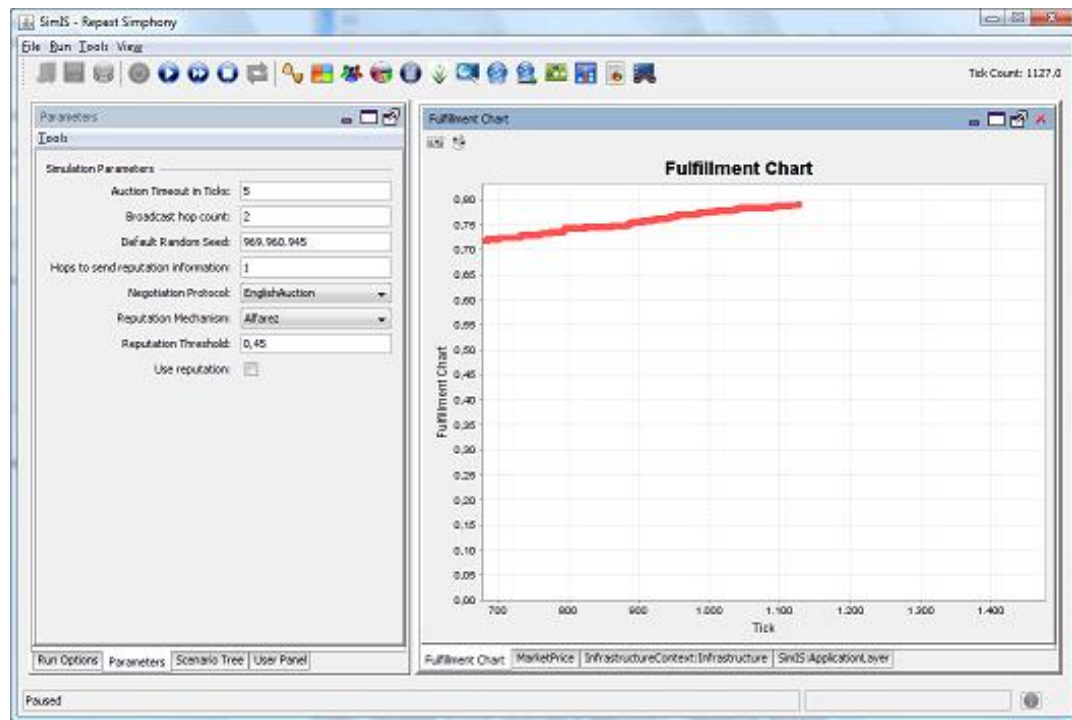 SimIS - Repast Simphony
File Run Tools View
Tick Count: 1127.0
Parameters
Tools
Simulation Parameters
Auction Timeout in Ticks: 5
Broadcast hop count: 2
Default Random Seed: 969.960.945
Hops to send reputation information: 1
Negotiation Protocol: EnglishAuction
Reputation Mechanism: Alfarez
Reputation Threshold: 0,45
Use reputation:
Run Options Parameters Scenario Tree User Panel
Fulfillment Chart
Fulfillment Chart
Fulfillment Chart
0,80
0,75
0,70
0,65
0,60
0,55
0,50
0,45
0,40
0,35
0,30
0,25
0,20
0,15
0,10
0,05
0,00
700 800 900 1.000 1.100 1.200 1.300 1.400
Tick
Fulfillment Chart MarketPrice InfrastructureContext:Infrastructure SimIS:ApplicationLayer
Paused